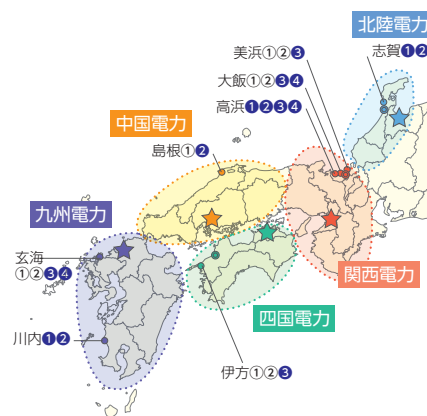 北陸電力
志賀❶❷
美浜①②❸
大飯①②❸❹
高浜❶❷❸❹
中国電力
島根①❷
九州電力
玄海
①②❸❹
関西電力
四国電力
川内❶❷
伊方①②❸